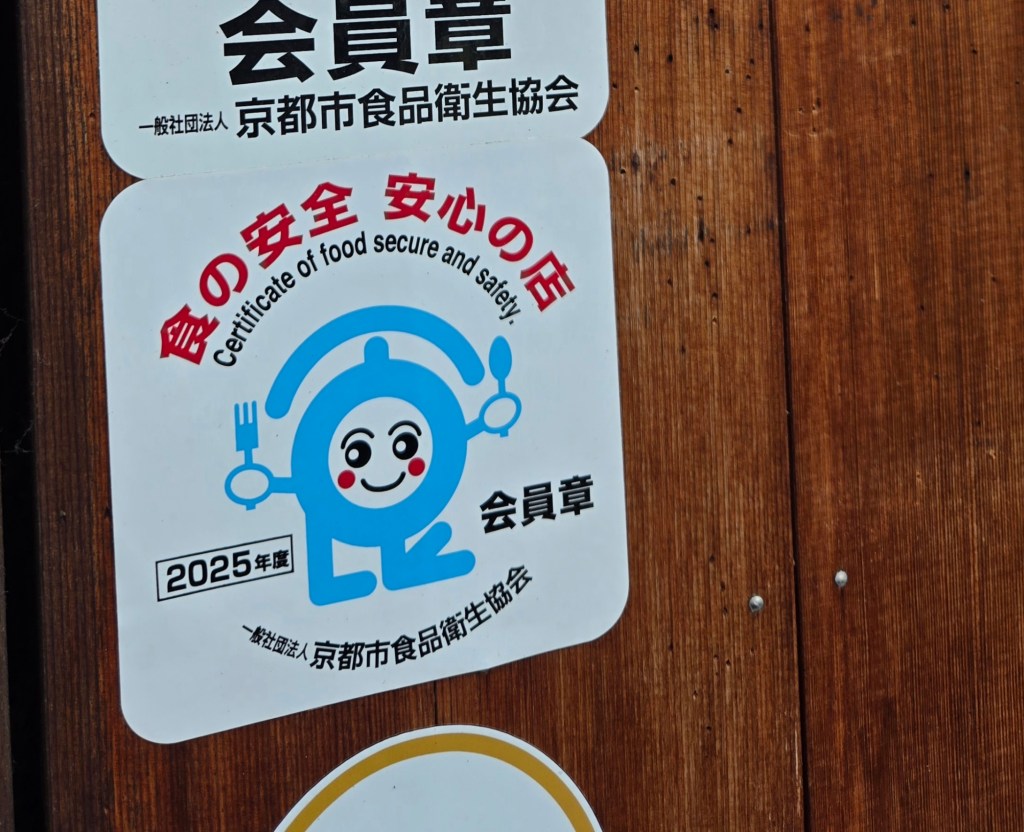 会員章
一般社団法人 京都市食品衛生協会
食の安全 安心の店
Certificate of food secure and safety.
会員章
2025年度
一般社団法人 京都市食品衛生協会